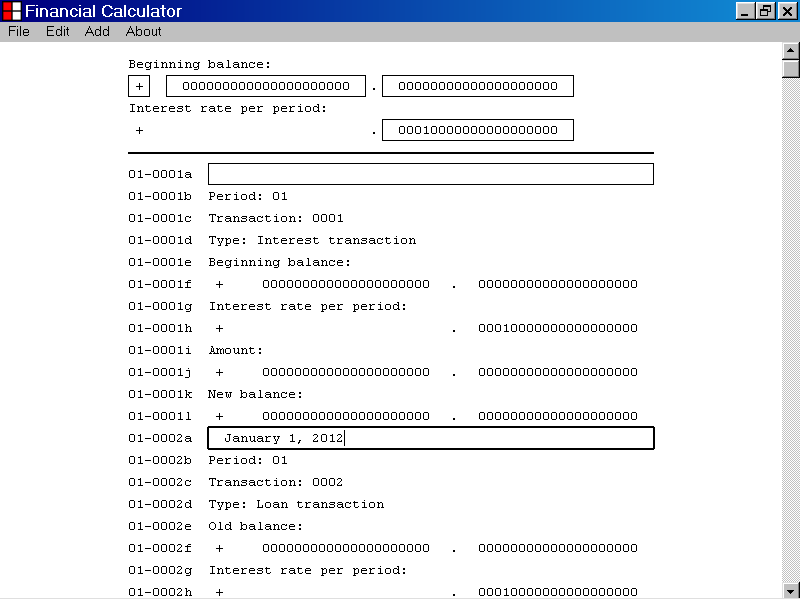 Financial Calculator
File Edit Add About
Beginning balance:
+ 000000000000000000000 . 00000000000000000000
Interest rate per period:
+ . 00010000000000000000
01-0001a
01-0001b Period: 01
01-0001c Transaction: 0001
01-0001d Type: Interest transaction
01-0001e Beginning balance:
01-0001f + 000000000000000000000 . 00000000000000000000
01-0001g Interest rate per period:
01-0001h + . 00010000000000000000
01-0001i Amount:
01-0001j + 000000000000000000000 . 00000000000000000000
01-0001k New balance:
01-0001l + 000000000000000000000 . 00000000000000000000
01-0002a January 1, 2012
01-0002b Period: 01
01-0002c Transaction: 0002
01-0002d Type: Loan transaction
01-0002e Old balance:
01-0002f + 000000000000000000000 . 00000000000000000000
01-0002g Interest rate per period:
01-0002h + . 00010000000000000000